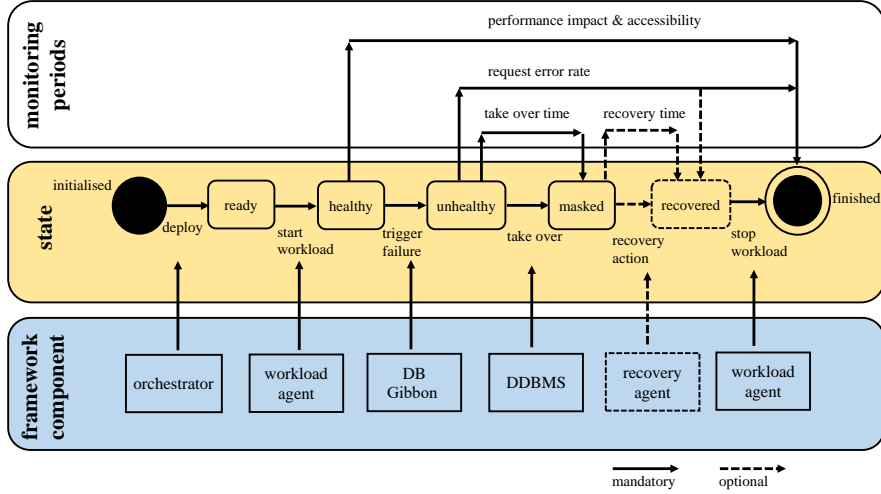 monitoring
periods
performance impact & accessibility
request error rate
take over time
recovery time
state
initialised
ready
healthy
unhealthy
masked
recovered
finished
deploy
start
workload
trigger
failure
take over
recovery
action
stop
workload
framework
component
orchestrator
workload
agent
DB
Gibbon
DDBMS
recovery
agent
workload
agent
mandatory
optional